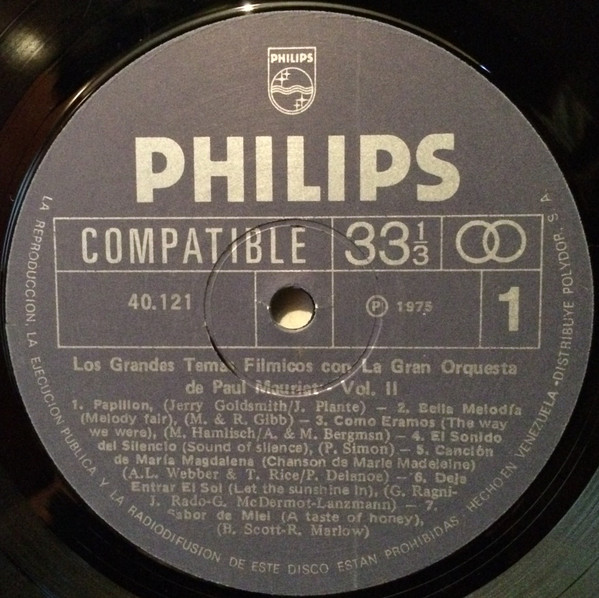 PHILIPS
PHILIPS
COMPATIBLE 33 1/3
40.121 Ⓟ 1975 1
Los Grandes Temas Fílmicos con La Gran Orquesta
de Paul Mauriat: Vol. II
1. Papillon, (Jerry Goldsmith/J. Plante) - 2. Bella Melodía
(Melody fair), (M. & R. Gibb) - 3. Como Eramos (The way
we were), (M. Hamlisch/A. & M. Bergman) - 4. El Sonido
del Silencio (Sound of silence), (P. Simon) - 5. Canción
de María Magdalena (Chanson de Marie Madeleine)
(A.L. Webber & T. Rice/P. Delanoe) - 6. Deje
Entrar El Sol (Let the sunshine in), (G. Ragni-
J. Rado-G. McDermot-Lanzmann) - 7.
Sabor de Miel (A taste of honey),
(B. Scott-R. Marlow)
LA REPRODUCCION, LA EJECUCION PUBLICA Y LA RADIODIFUSION DE ESTE DISCO ESTAN PROHIBIDAS. HECHO EN VENEZUELA-DISTRIBUYE POLYDOR, S.A.